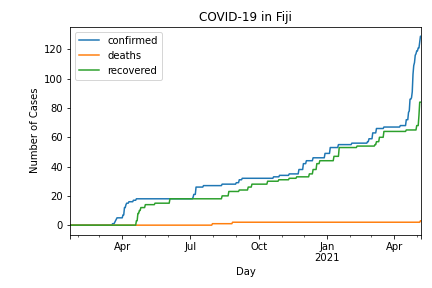 COVID-19 in Fiji
confirmed
deaths
recovered
Number of Cases
120
100
80
60
40
20
0
Apr Jul Oct Jan Apr
2021
Day